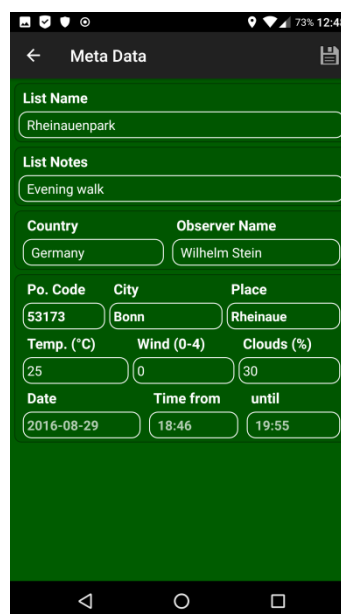 73% 12:48
Meta Data
List Name
Rheinauenpark
List Notes
Evening walk
Country Observer Name
Germany Wilhelm Stein
Po. Code City Place
53173 Bonn Rheinaue
Temp. (°C) Wind (0-4) Clouds (%)
25 0 30
Date Time from until
2016-08-29 18:46 19:55